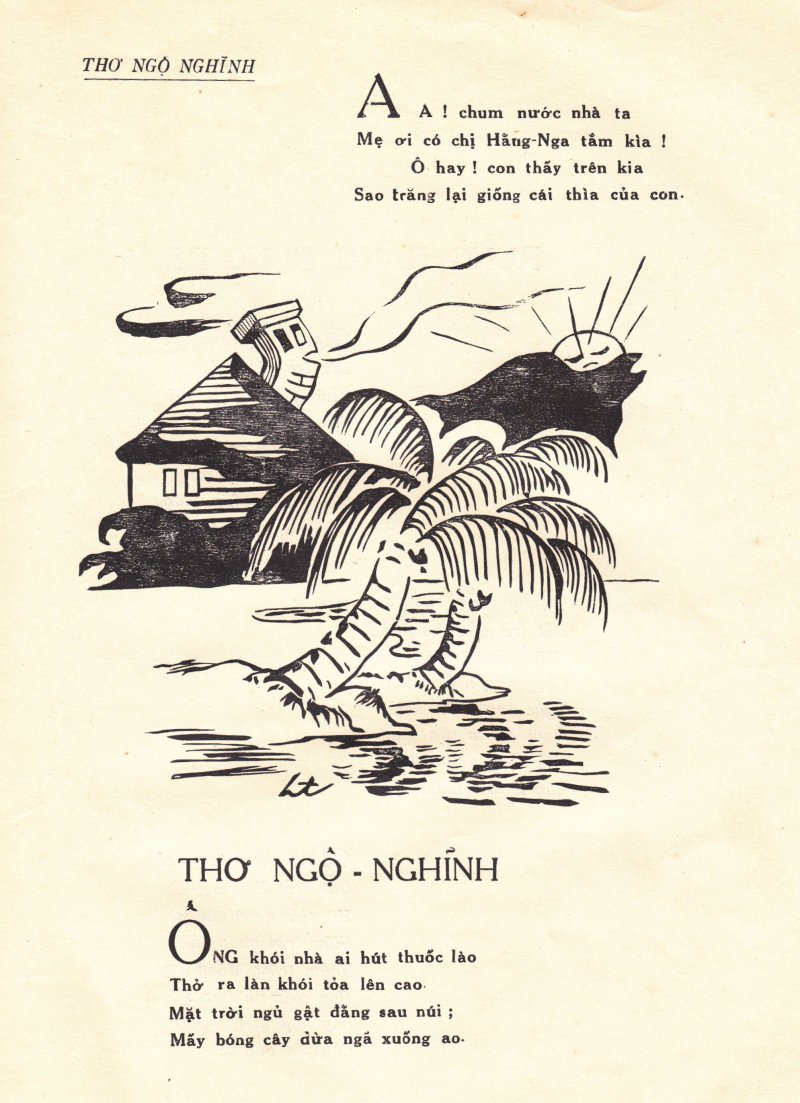 THƠ NGỘ NGHĨNH
A A ! chum nước nhà ta
Mẹ ơi có chị Hằng-Nga tắm kìa !
Ô hay ! con thấy trên kia
Sao trăng lại giống cái thìa của con.
ht
THƠ NGỘ - NGHĨNH
ỐNG khói nhà ai hút thuốc lào
Thở ra làn khói tỏa lên cao
Mặt trời ngủ gật đằng sau núi ;
Mấy bóng cây dừa ngã xuống ao.